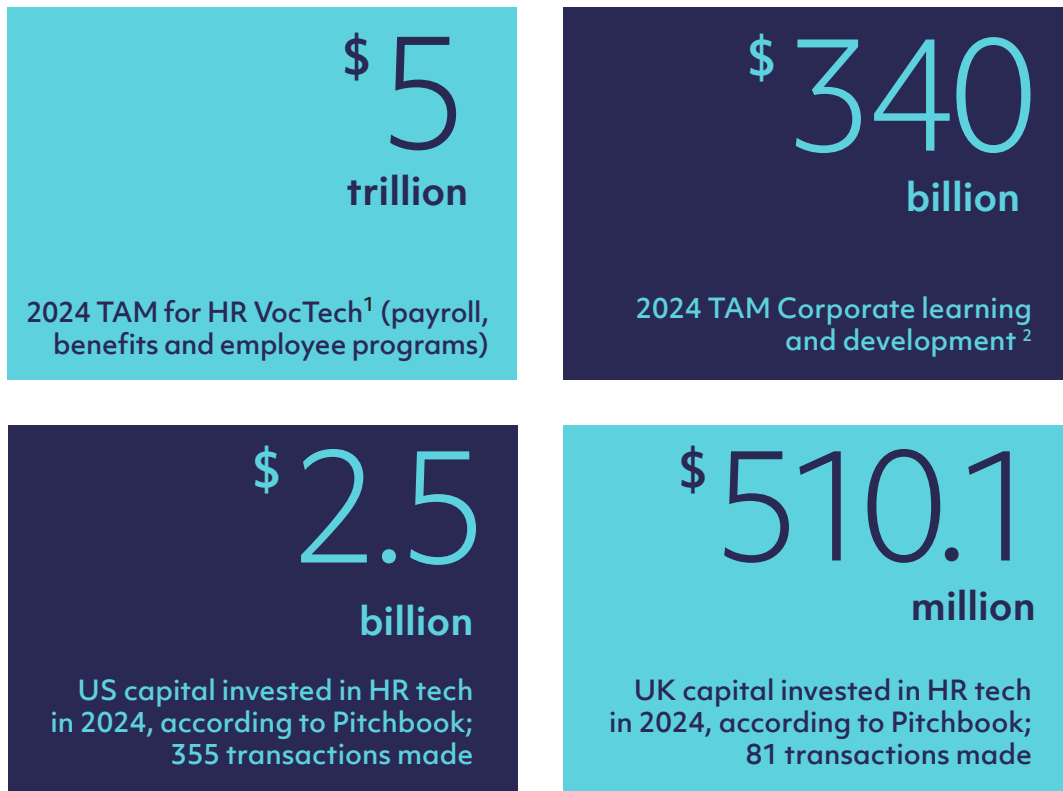 $5
trillion
2024 TAM for HR VocTech¹ (payroll,
benefits and employee programs)
$340
billion
2024 TAM Corporate learning
and development ²
$2.5
billion
US capital invested in HR tech
in 2024, according to Pitchbook;
355 transactions made
$510.1
million
UK capital invested in HR tech
in 2024, according to Pitchbook;
81 transactions made